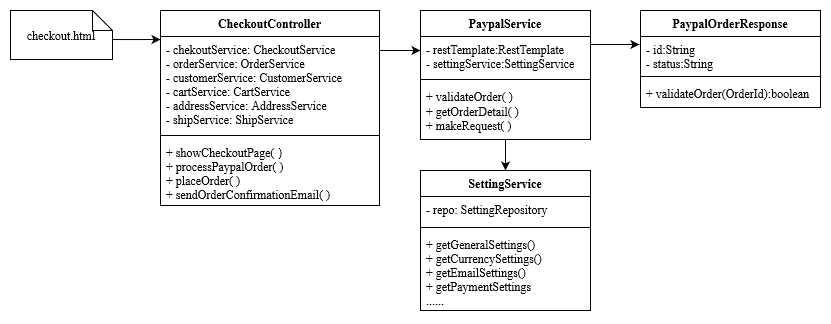 checkout.html
CheckoutController
- chekoutService: CheckoutService
- orderService: OrderService
- customerService: CustomerService
- cartService: CartService
- addressService: AddressService
- shipService: ShipService
+ showCheckoutPage( )
+ processPaypalOrder( )
+ placeOrder( )
+ sendOrderConfirmationEmail( )
PaypalService
- restTemplate:RestTemplate
- settingService:SettingService
+ validateOrder( )
+ getOrderDetail( )
+ makeRequest( )
PaypalOrderResponse
- id:String
- status:String
+ validateOrder(OrderId):boolean
SettingService
- repo: SettingRepository
+ getGeneralSettings()
+ getCurrencySettings()
+ getEmailSettings()
+ getPaymentSettings
......